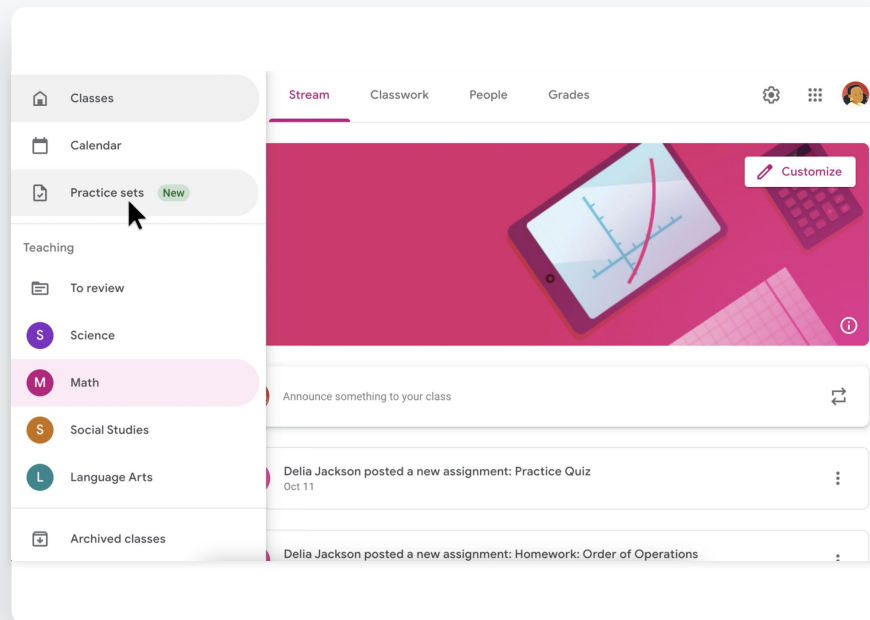 Classes
Calendar
Practice sets New
Teaching
To review
S Science
M Math
S Social Studies
L Language Arts
Archived classes
Stream Classwork People Grades
Customize
Announce something to your class
Delia Jackson posted a new assignment: Practice Quiz
Oct 11
Delia Jackson posted a new assignment: Homework: Order of Operations